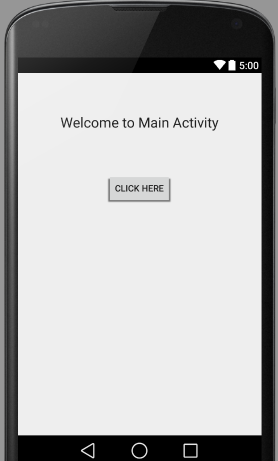 5:00
Welcome to Main Activity
CLICK HERE